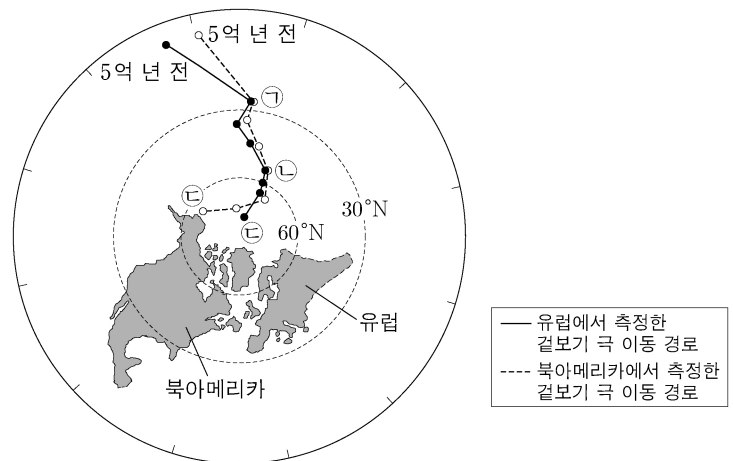 5억 년 전
5억 년 전
㉠
㉡
㉢
30°N
㉢
60°N
유럽
북아메리카
유럽에서 측정한
겉보기 극 이동 경로
북아메리카에서 측정한
겉보기 극 이동 경로